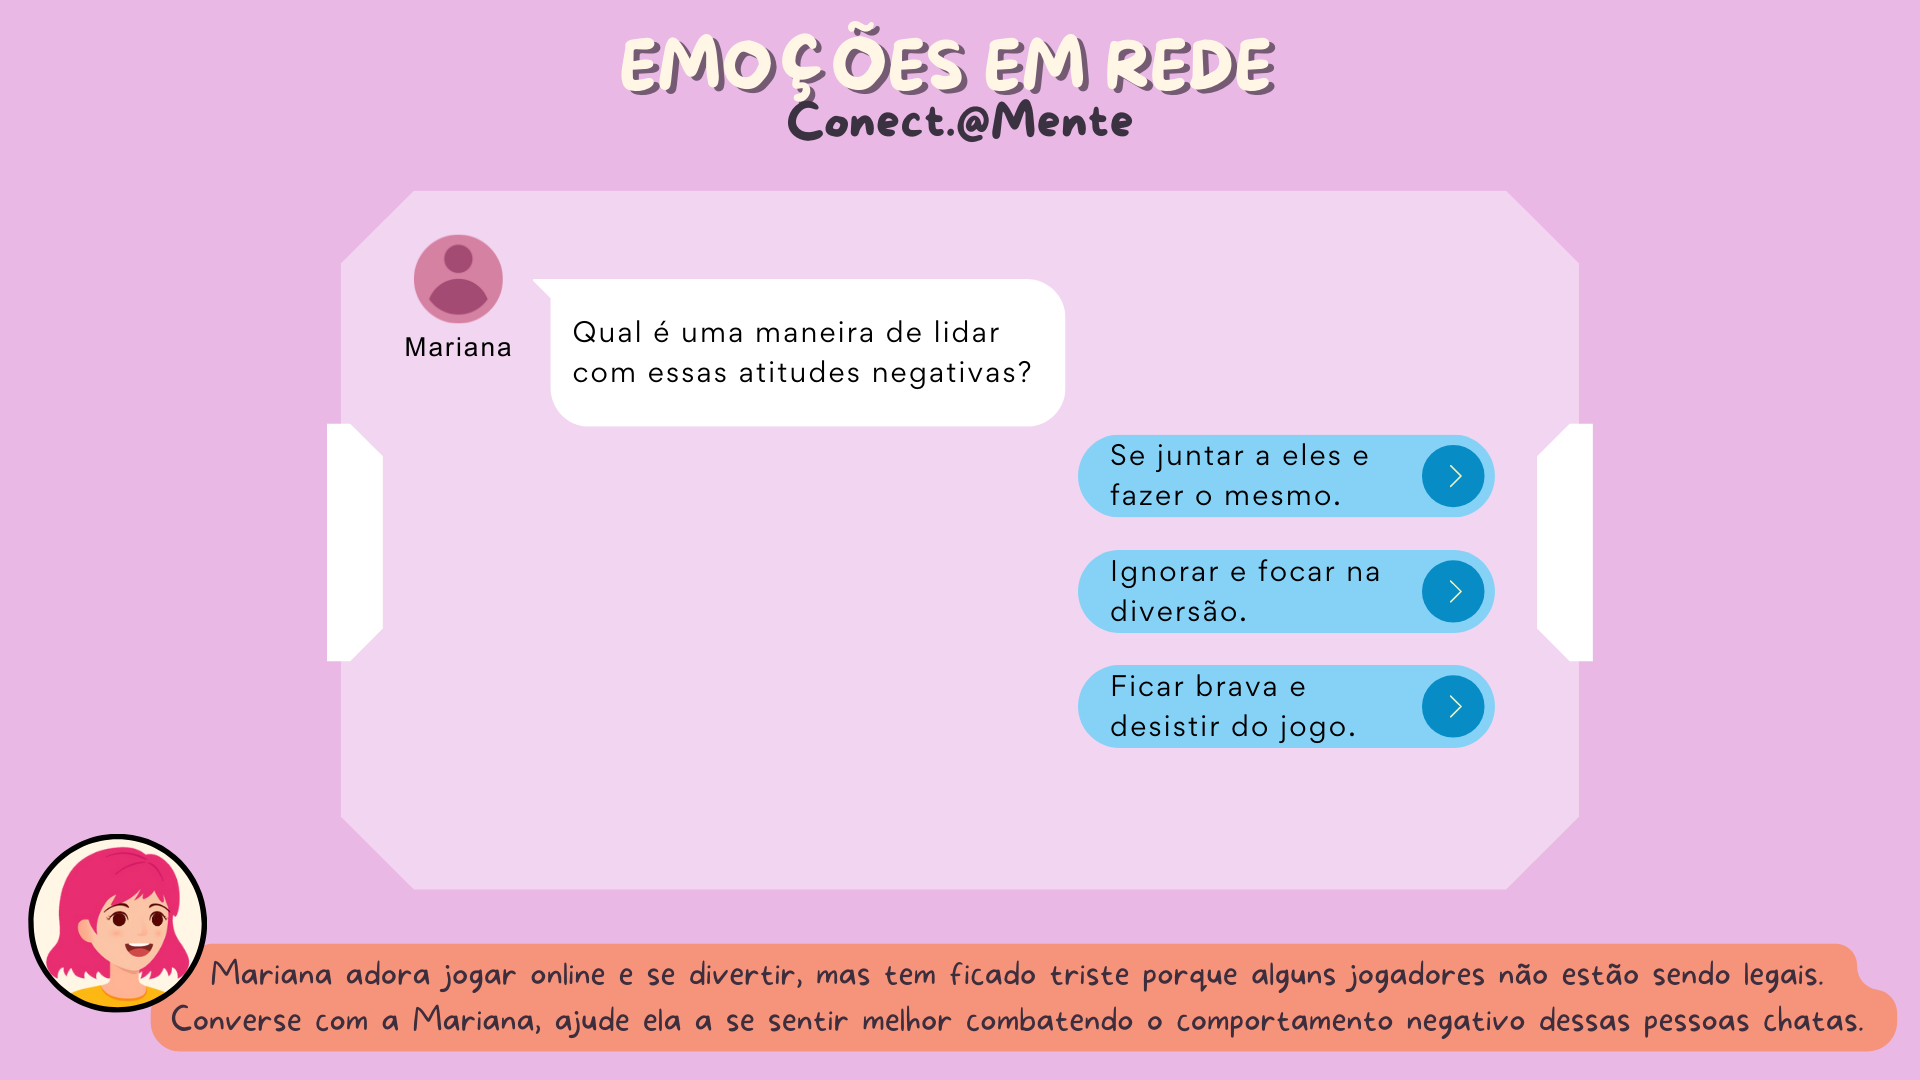 EMOÇÕES EM REDE
Conect.@Mente
Mariana
Qual é uma maneira de lidar
com essas atitudes negativas?
Se juntar a eles e
fazer o mesmo.
Ignorar e focar na
diversão.
Ficar brava e
desistir do jogo.
Mariana adora jogar online e se divertir, mas tem ficado triste porque alguns jogadores não estão sendo legais.
Converse com a Mariana, ajude ela a se sentir melhor combatendo o comportamento negativo dessas pessoas chatas.